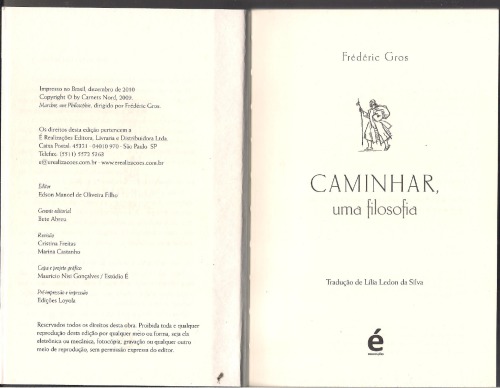 Impresso no Brasil, dezembro de 2010
Copyright © by Carnets Nord, 2009.
Marcher, une Philosophie, dirigido por Frédéric Gros.
Os direitos desta edição pertencem a
É Realizações Editora, Livraria e Distribuidora Ltda.
Caixa Postal: 45321 · 04010 970 · São Paulo SP
Telefax: (5511) 5572 5363
e@erealizacoes.com.br · www.erealizacoes.com.br
Editor
Edson Manoel de Oliveira Filho
Gerente editorial
Bete Abreu
Revisão
Cristina Freitas
Marina Castanho
Capa e projeto gráfico
Mauricio Nisi Gonçalves / Estúdio É
Pré-impressão e impressão
Edições Loyola
Reservados todos os direitos desta obra. Proibida toda e qualquer
reprodução desta edição por qualquer meio ou forma, seja ela
eletrônica ou mecânica, fotocópia, gravação ou qualquer outro
meio de reprodução, sem permissão expressa do editor.
Frédéric Gros
CAMINHAR,
uma filosofia
Tradução de Lília Ledon da Silva
é